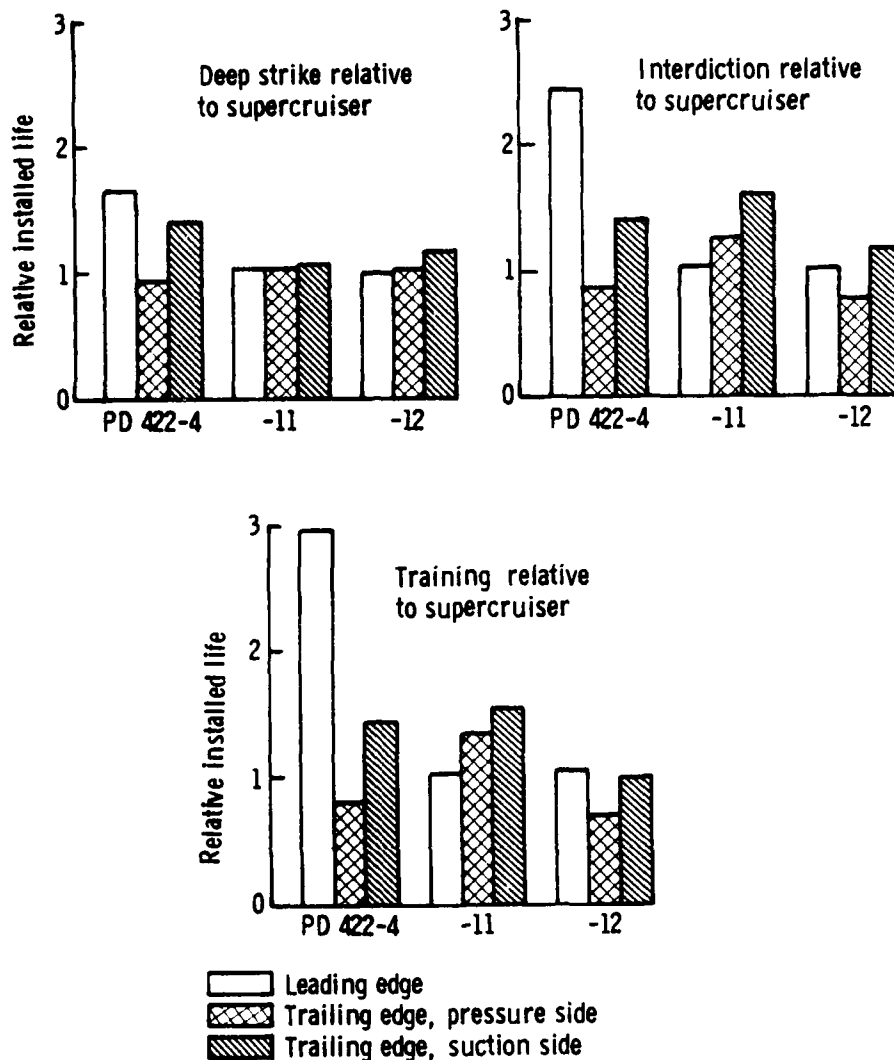 3
2
1
0
Relative installed life
Deep strike relative
to supercruiser
PD 422-4
-11
-12
3
2
1
0
Interdiction relative
to supercruiser
PD 422-4
-11
-12
3
2
1
0
Relative installed life
Training relative
to supercruiser
PD 422-4
-11
-12
Leading edge
Trailing edge, pressure side
Trailing edge, suction side